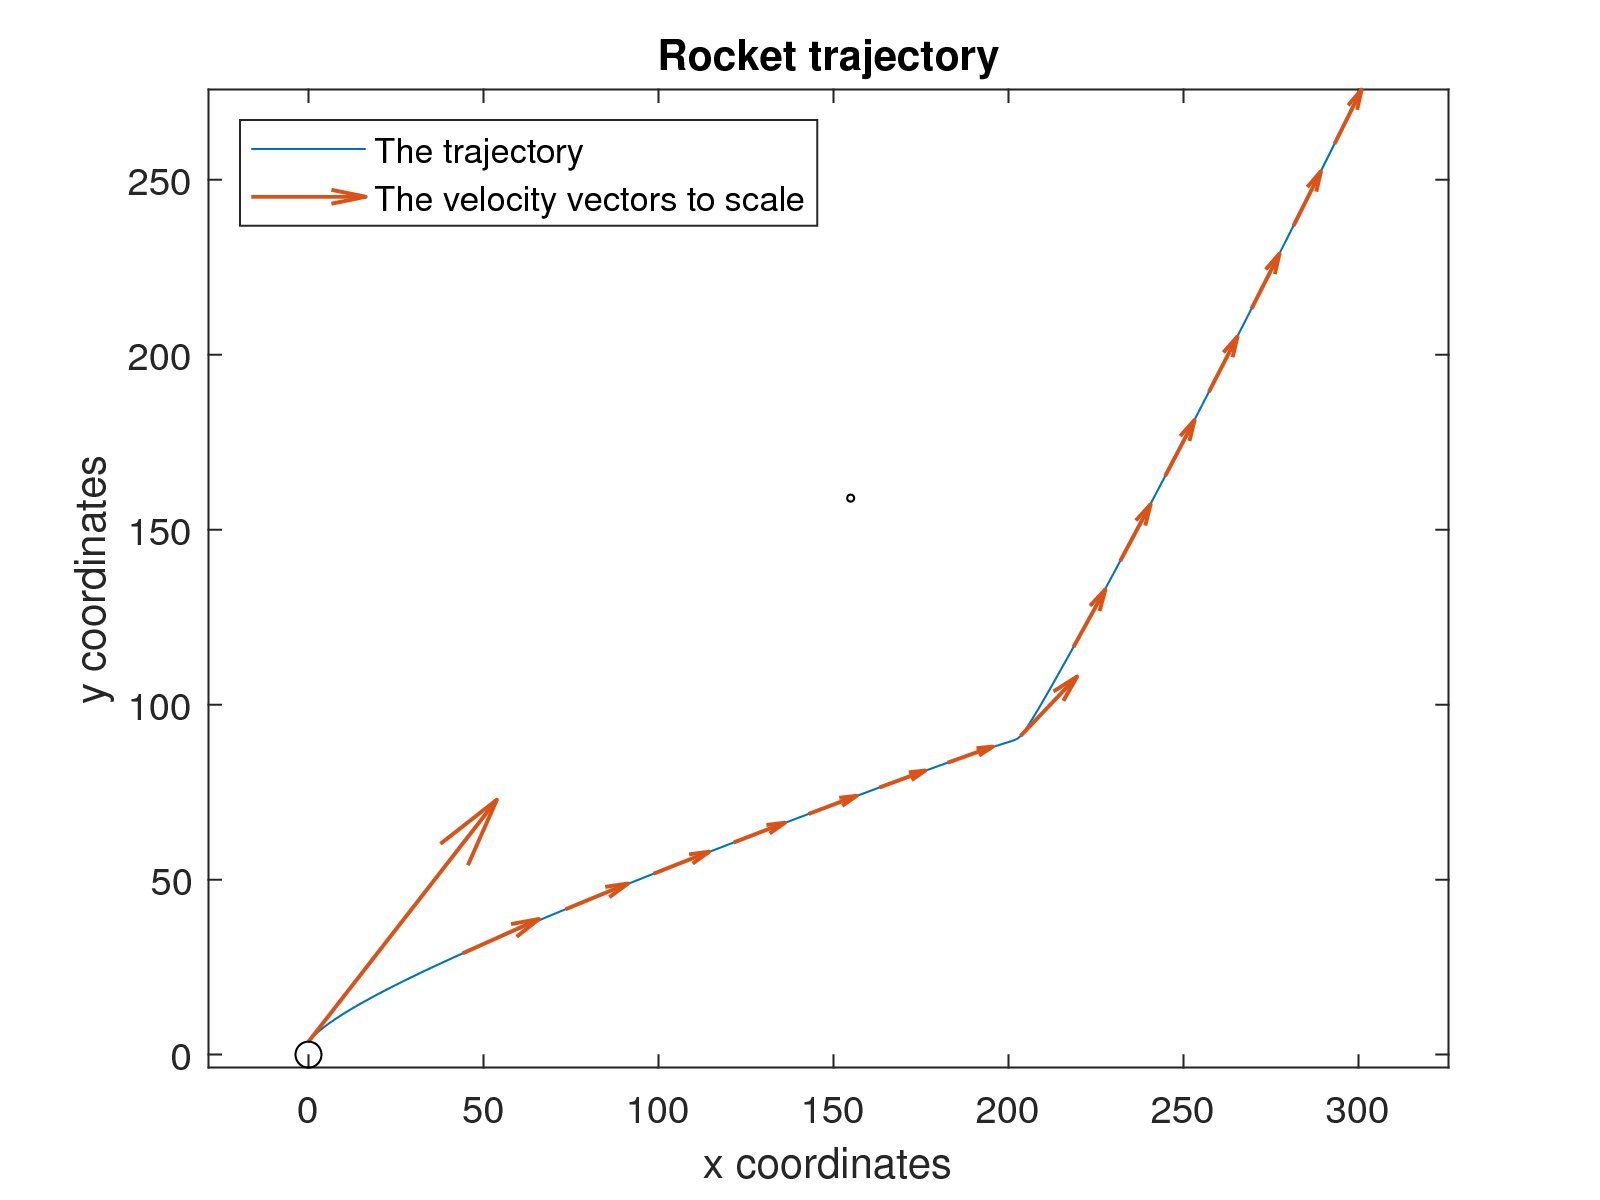 Rocket trajectory
The trajectory
The velocity vectors to scale
250
200
150
100
50
0
y coordinates
0 50 100 150 200 250 300
x coordinates